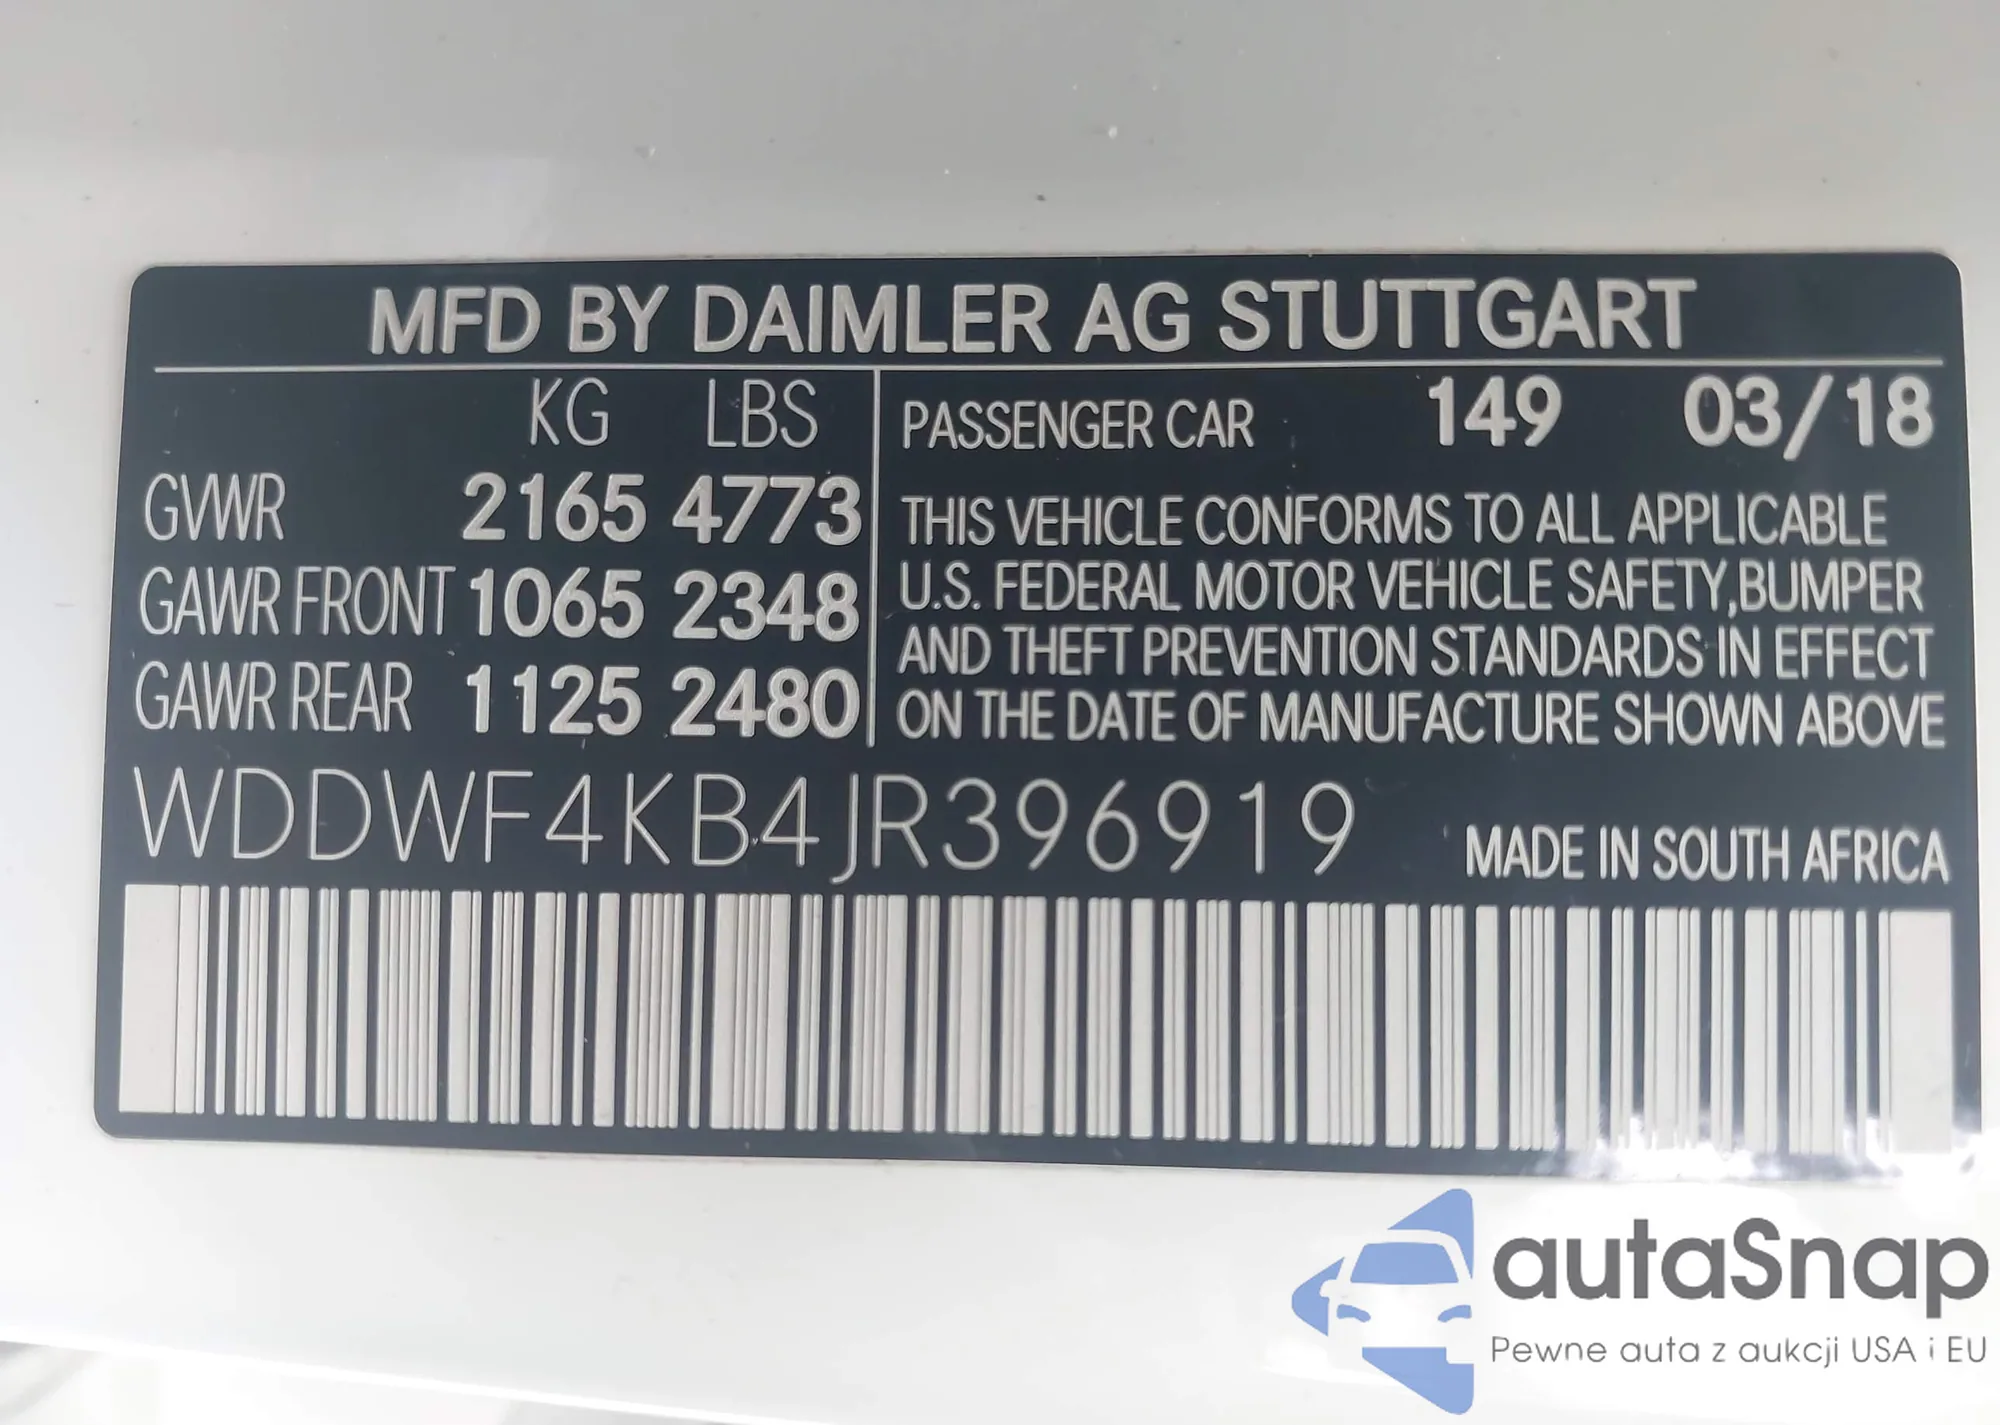 MFD BY DAIMLER AG STUTTGART
KG LBS
GVWR 2165 4773
GAWR FRONT 1065 2348
GAWR REAR 1125 2480
PASSENGER CAR 149 03/18
THIS VEHICLE CONFORMS TO ALL APPLICABLE
U.S. FEDERAL MOTOR VEHICLE SAFETY,BUMPER
AND THEFT PREVENTION STANDARDS IN EFFECT
ON THE DATE OF MANUFACTURE SHOWN ABOVE
WDDWF4KB4JR396919
MADE IN SOUTH AFRICA
autaSnap
Pewne auta z aukcji USA i EU